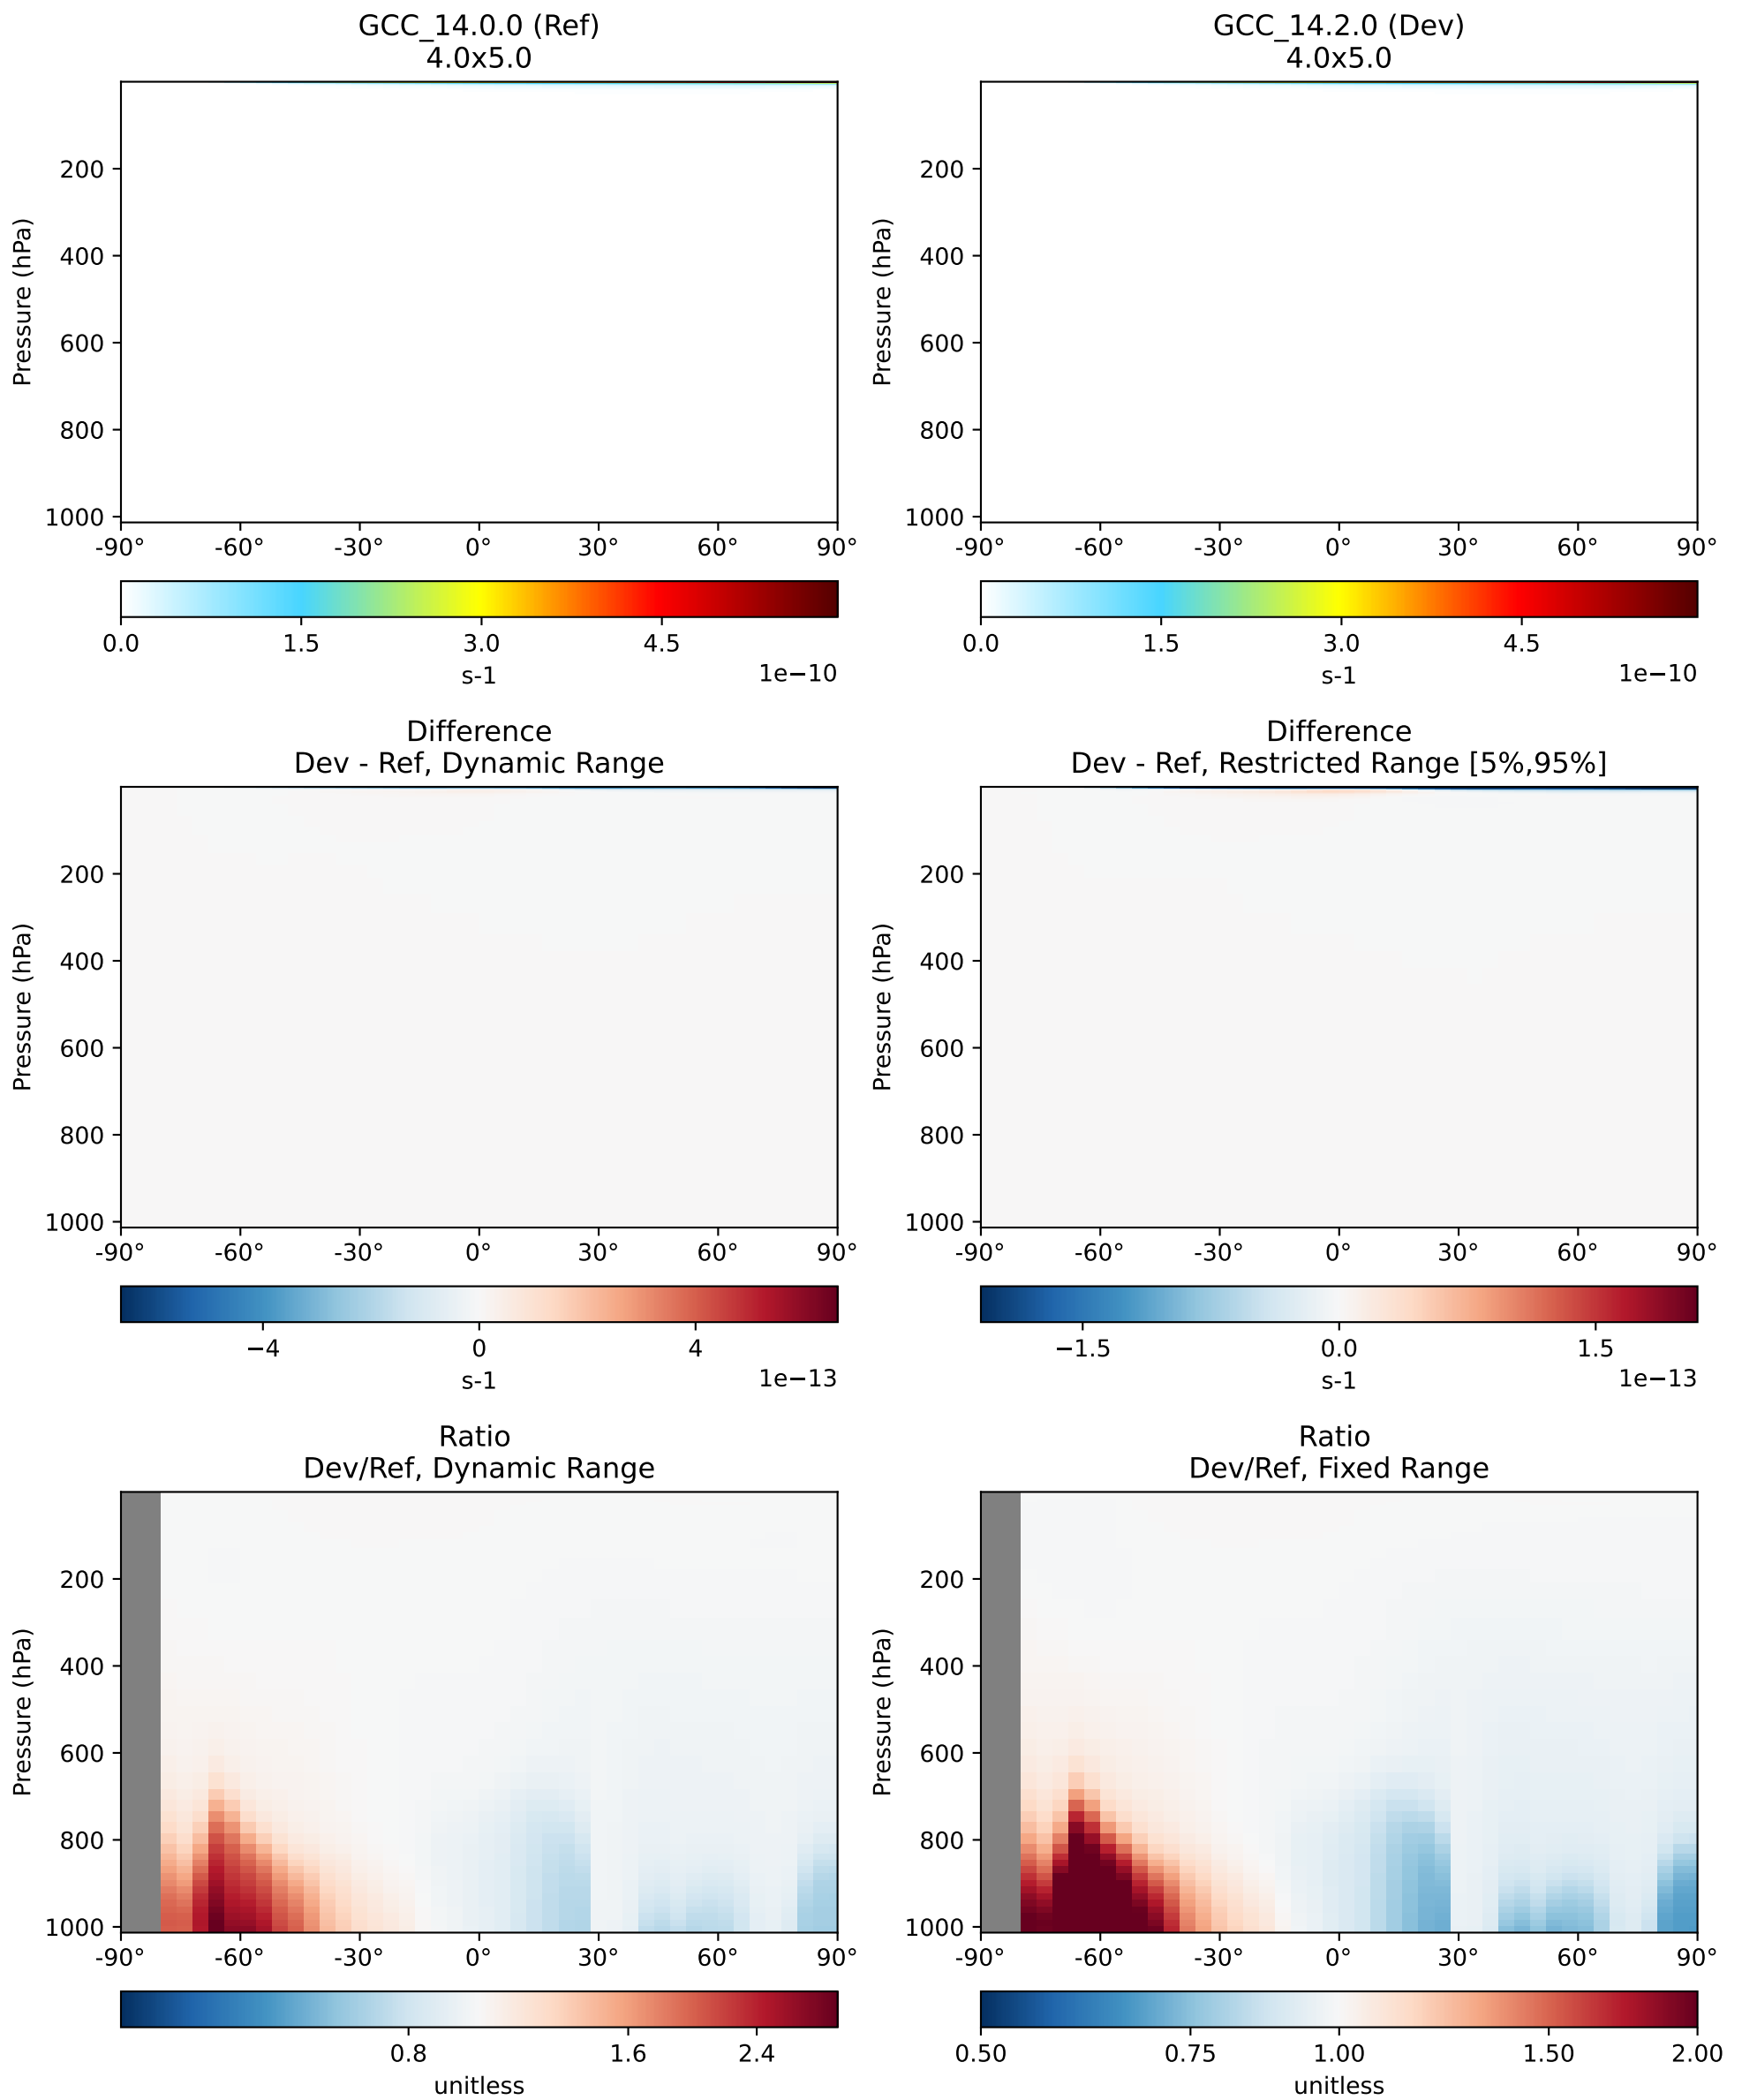 GCC_14.0.0 (Ref)
4.0x5.0
GCC_14.2.0 (Dev)
4.0x5.0
Pressure (hPa)
200
400
600
800
1000
-90° -60° -30° 0° 30° 60° 90°
0.0 1.5 3.0 4.5
s-1
1e−10
Pressure (hPa)
200
400
600
800
1000
-90° -60° -30° 0° 30° 60° 90°
0.0 1.5 3.0 4.5
s-1
1e−10
Difference
Dev - Ref, Dynamic Range
Difference
Dev - Ref, Restricted Range [5%,95%]
Pressure (hPa)
200
400
600
800
1000
-90° -60° -30° 0° 30° 60° 90°
−4 0 4
s-1
1e−13
Pressure (hPa)
200
400
600
800
1000
-90° -60° -30° 0° 30° 60° 90°
−1.5 0.0 1.5
s-1
1e−13
Ratio
Dev/Ref, Dynamic Range
Ratio
Dev/Ref, Fixed Range
Pressure (hPa)
200
400
600
800
1000
-90° -60° -30° 0° 30° 60° 90°
0.8 1.6 2.4
unitless
Pressure (hPa)
200
400
600
800
1000
-90° -60° -30° 0° 30° 60° 90°
0.50 0.75 1.00 1.50 2.00
unitless